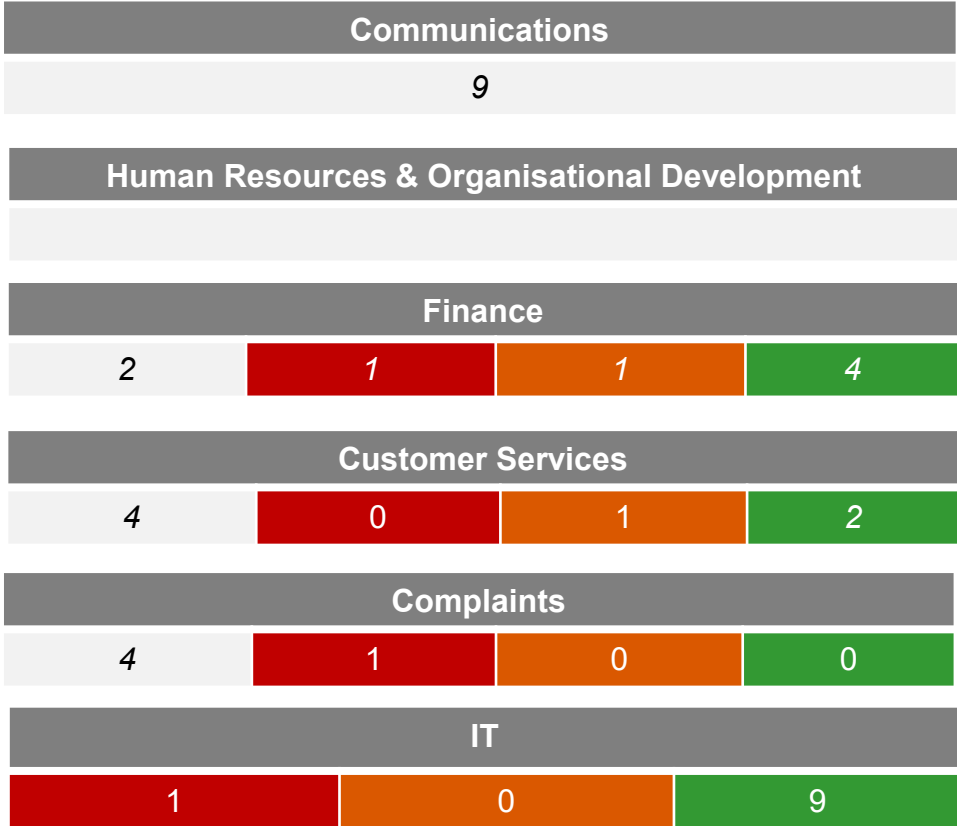 Communications
9
Human Resources & Organisational Development
Finance
2 1 1 4
Customer Services
4 0 1 2
Complaints
4 1 0 0
IT
1 0 9